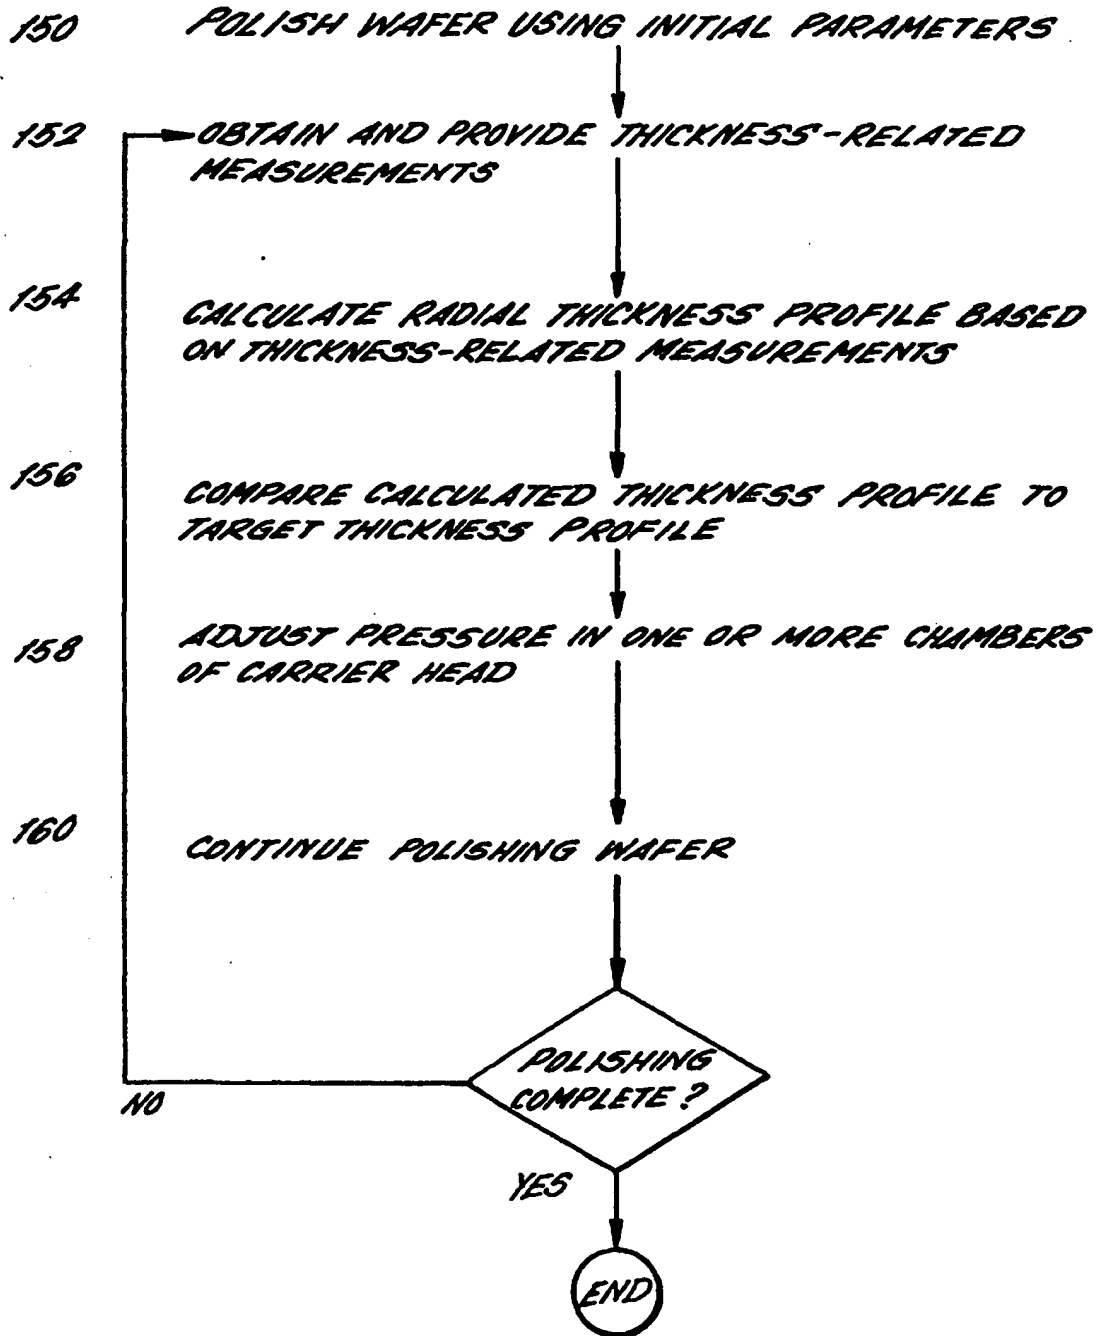 150 POLISH WAFER USING INITIAL PARAMETERS
152 OBTAIN AND PROVIDE THICKNESS-RELATED
MEASUREMENTS
154 CALCULATE RADIAL THICKNESS PROFILE BASED
ON THICKNESS-RELATED MEASUREMENTS
156 COMPARE CALCULATED THICKNESS PROFILE TO
TARGET THICKNESS PROFILE
158 ADJUST PRESSURE IN ONE OR MORE CHAMBERS
OF CARRIER HEAD
160 CONTINUE POLISHING WAFER
POLISHING
COMPLETE?
NO
YES
END